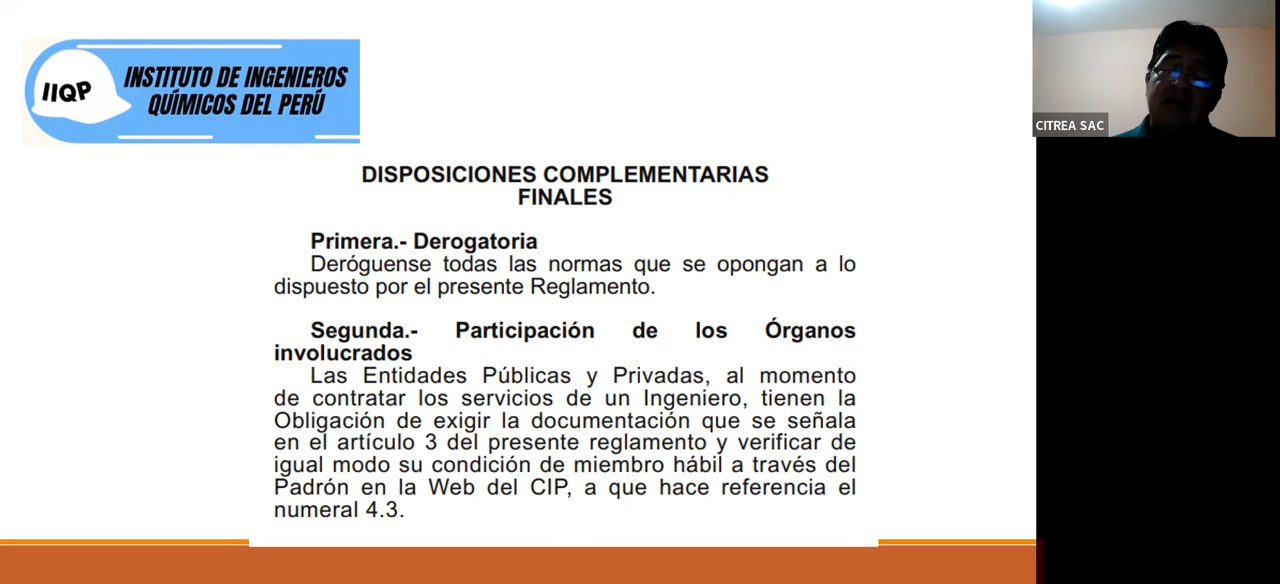 IIQP
INSTITUTO DE INGENIEROS
QUÍMICOS DEL PERÚ
CITREA SAC
DISPOSICIONES COMPLEMENTARIAS
FINALES
Primera.- Derogatoria
Deróguense todas las normas que se opongan a lo
dispuesto por el presente Reglamento.
Segunda.- Participación de los Órganos
involucrados
Las Entidades Públicas y Privadas, al momento
de contratar los servicios de un Ingeniero, tienen la
Obligación de exigir la documentación que se señala
en el artículo 3 del presente reglamento y verificar de
igual modo su condición de miembro hábil a través del
Padrón en la Web del CIP, a que hace referencia el
numeral 4.3.